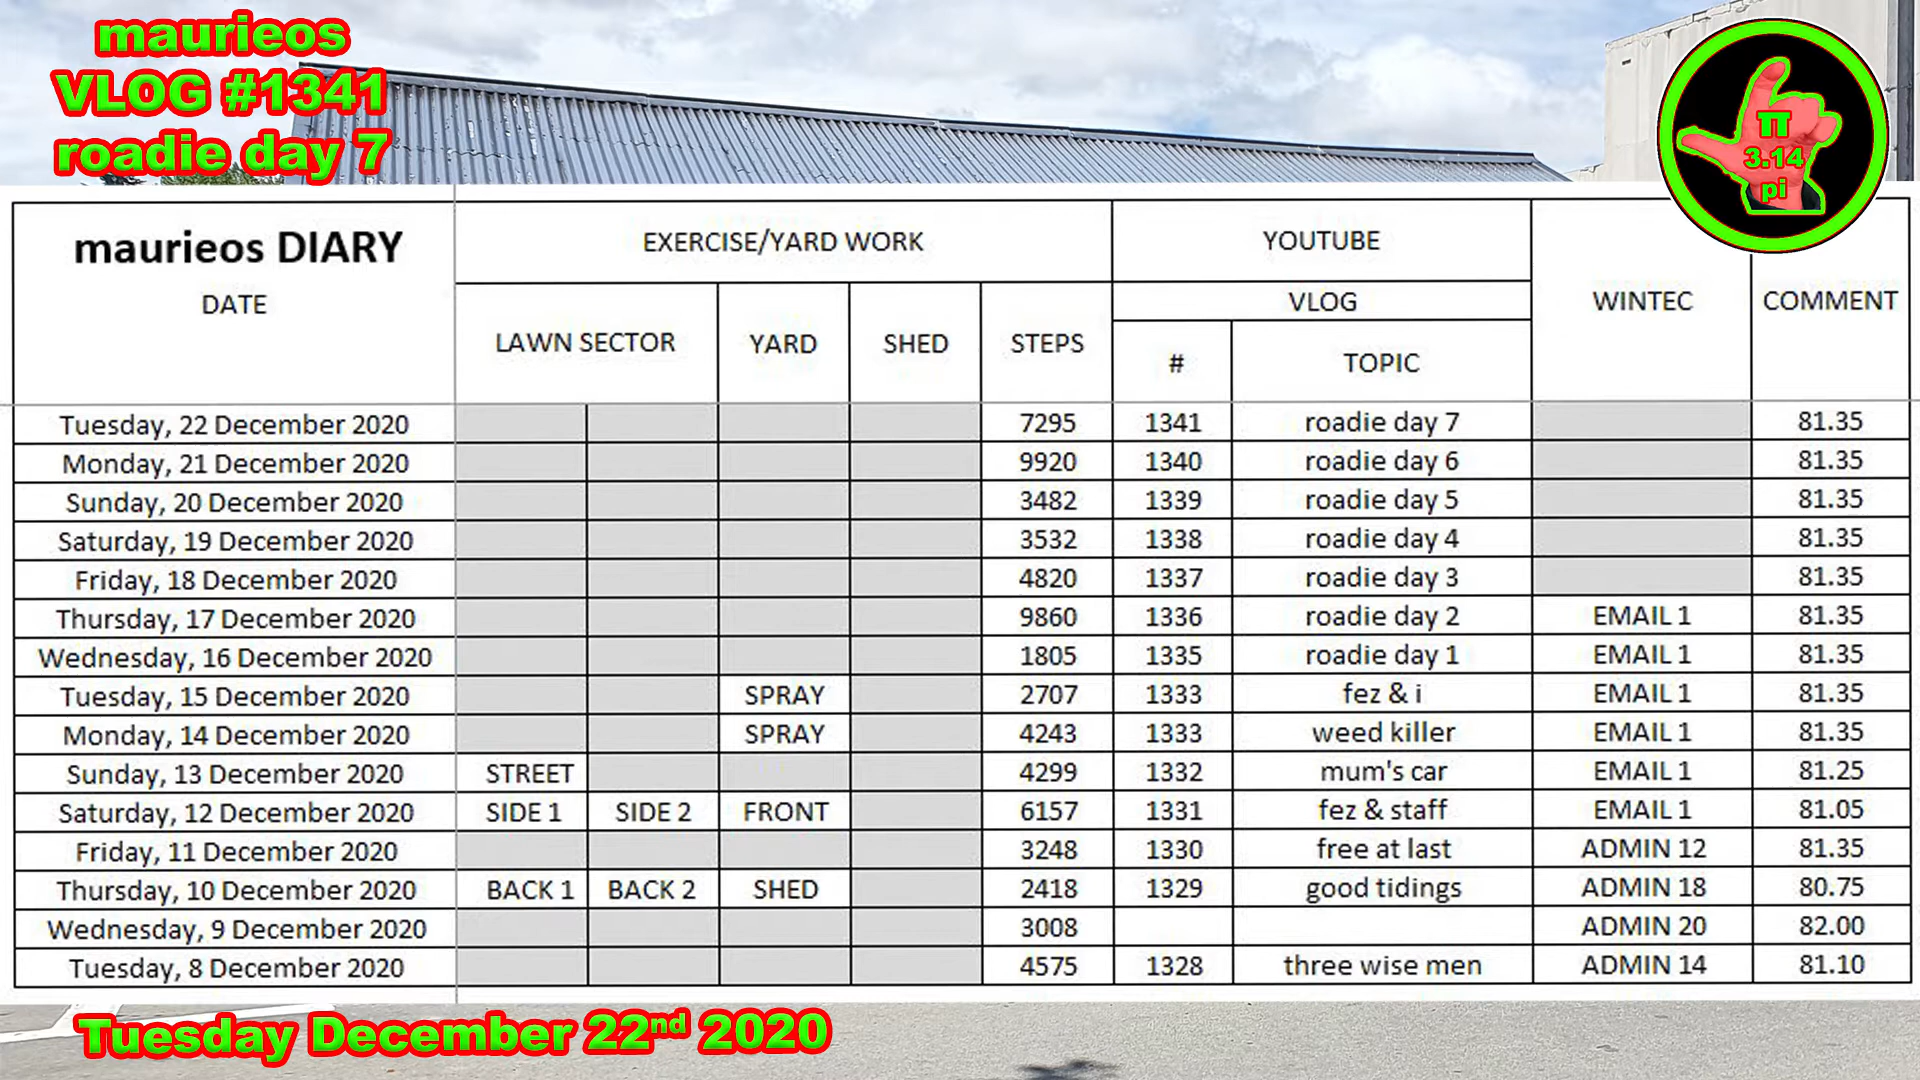 maurieos
VLOG #1341
roadie day 7
π
3.14
pi
maurieos DIARY
DATE
EXERCISE/YARD WORK
YOUTUBE
WINTEC
COMMENT
LAWN SECTOR
YARD
SHED
STEPS
VLOG
#
TOPIC
Tuesday, 22 December 2020 7295 1341 roadie day 7 81.35
Monday, 21 December 2020 9920 1340 roadie day 6 81.35
Sunday, 20 December 2020 3482 1339 roadie day 5 81.35
Saturday, 19 December 2020 3532 1338 roadie day 4 81.35
Friday, 18 December 2020 4820 1337 roadie day 3 81.35
Thursday, 17 December 2020 9860 1336 roadie day 2 EMAIL 1 81.35
Wednesday, 16 December 2020 1805 1335 roadie day 1 EMAIL 1 81.35
Tuesday, 15 December 2020 SPRAY 2707 1333 fez & i EMAIL 1 81.35
Monday, 14 December 2020 SPRAY 4243 1333 weed killer EMAIL 1 81.35
Sunday, 13 December 2020 STREET 4299 1332 mum's car EMAIL 1 81.25
Saturday, 12 December 2020 SIDE 1 SIDE 2 FRONT 6157 1331 fez & staff EMAIL 1 81.05
Friday, 11 December 2020 3248 1330 free at last ADMIN 12 81.35
Thursday, 10 December 2020 BACK 1 BACK 2 SHED 2418 1329 good tidings ADMIN 18 80.75
Wednesday, 9 December 2020 3008 ADMIN 20 82.00
Tuesday, 8 December 2020 4575 1328 three wise men ADMIN 14 81.10
Tuesday December 22nd 2020